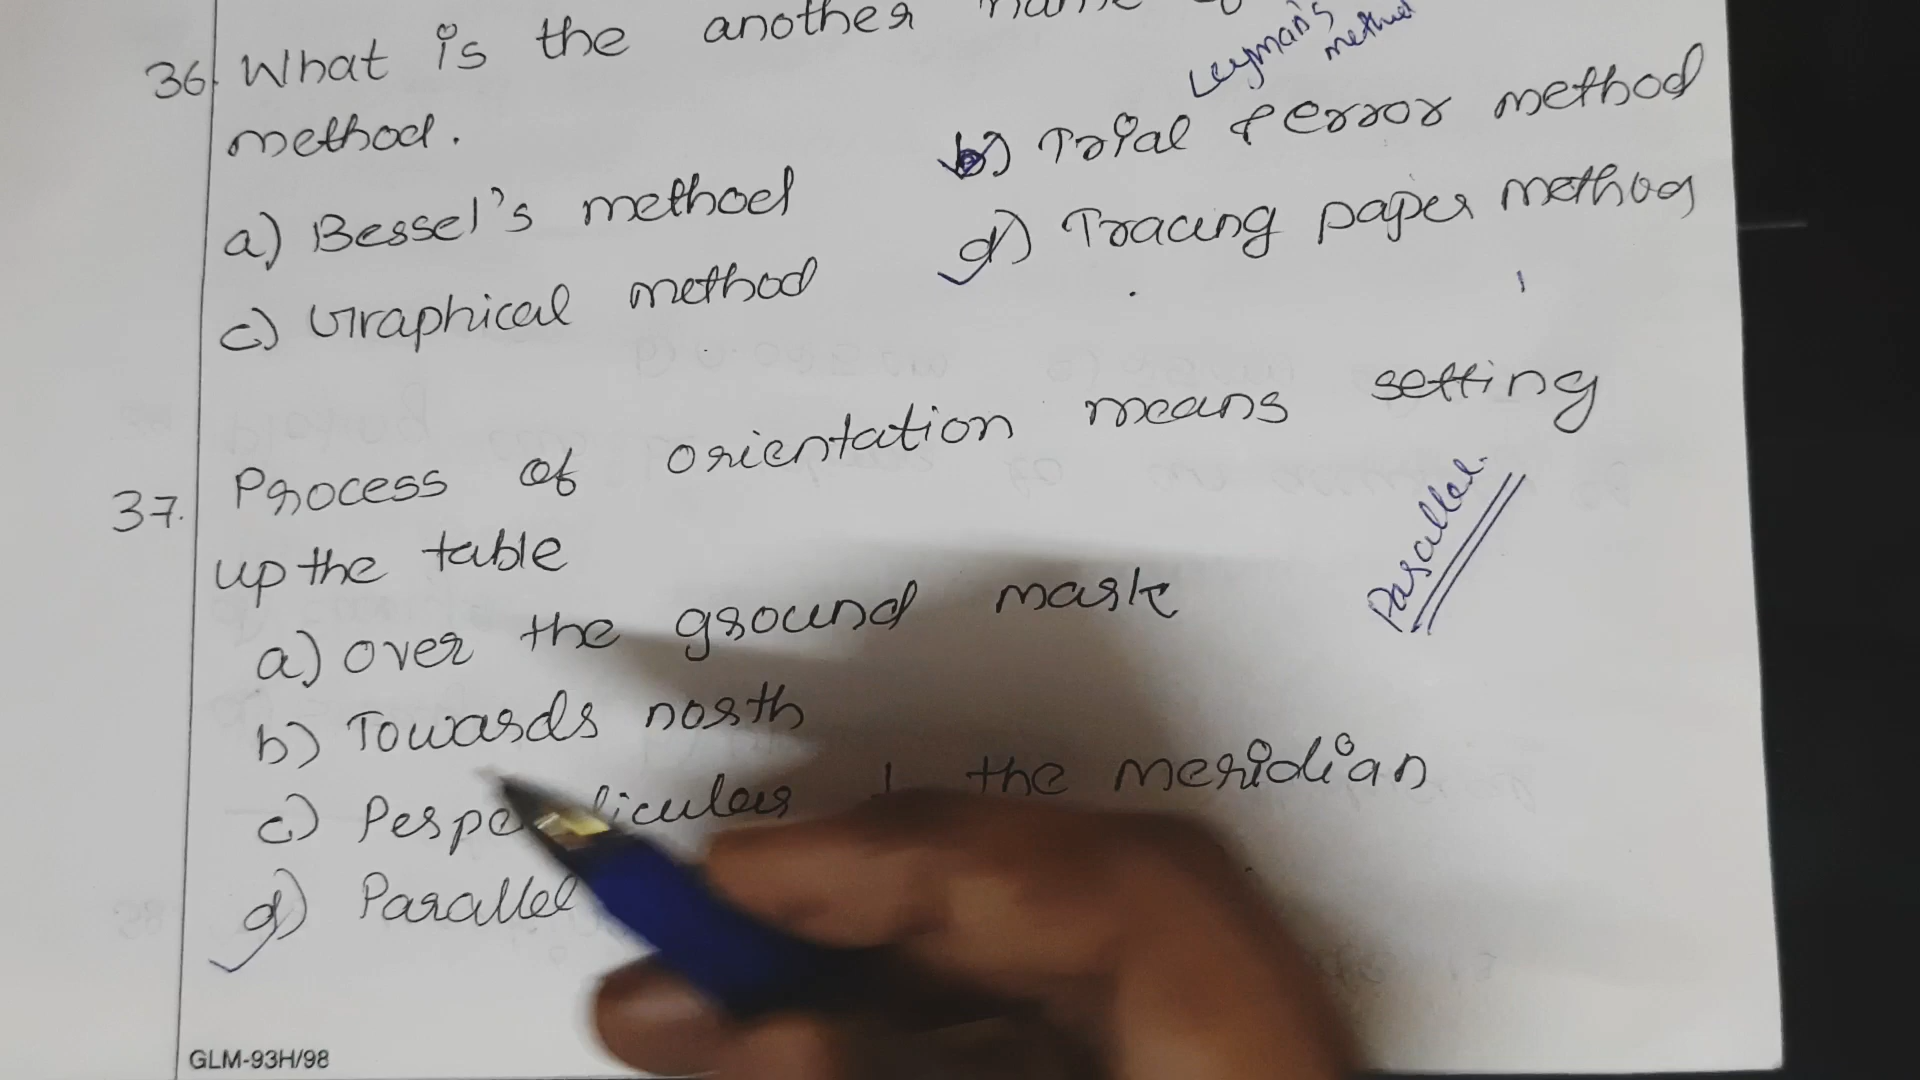 36. What is the another name
method.
Leyman's
method
a) Bessel's method
b) Trial & error method
c) Graphical method
d) Tracing paper method
37. Process of orientation means setting
up the table
Parallel.
a) over the ground mark
b) Towards north
c) the meridian
d) Parallel
GLM-93H/98